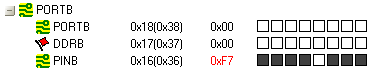 PORTB
PORTB 0x18(0x38) 0x00
DDRB 0x17(0x37) 0x00
PINB 0x16(0x36) 0xF7